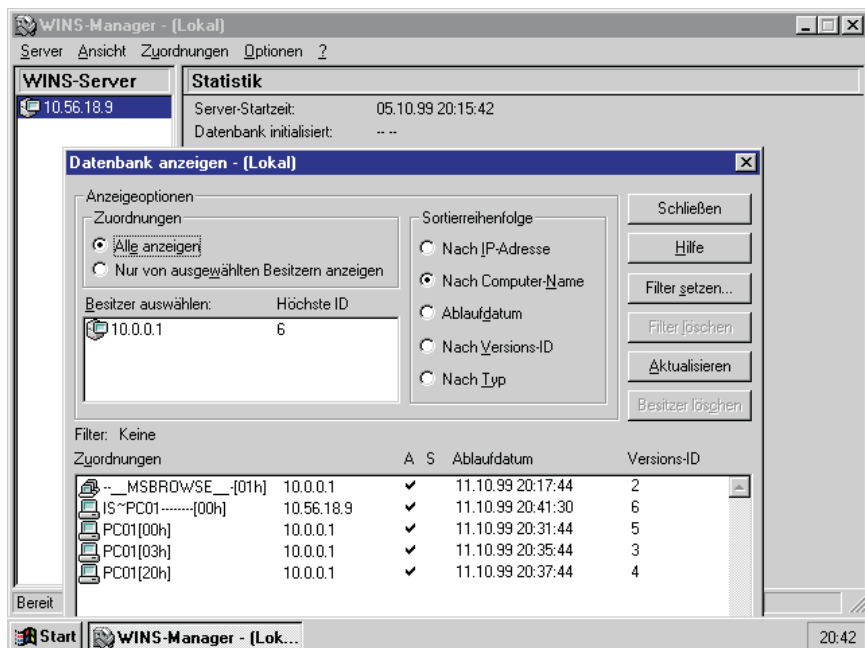 WINS-Manager - (Lokal)
Server Ansicht Zuordnungen Optionen ?
WINS-Server Statistik
10.56.18.9 Server-Startzeit: 05.10.99 20:15:42
Datenbank initialisiert: -- --
Datenbank anzeigen - (Lokal)
Anzeigeoptionen
Zuordnungen
Alle anzeigen
Nur von ausgewählten Besitzern anzeigen
Besitzer auswählen: Höchste ID
10.0.0.1 6
Sortierreihenfolge
Nach IP-Adresse
Nach Computer-Name
Ablaufdatum
Nach Versions-ID
Nach Typ
Schließen
Hilfe
Filter setzen...
Filter löschen
Aktualisieren
Besitzer löschen
Filter: Keine
Zuordnungen A S Ablaufdatum Versions-ID
--__MSBROWSE__-[01h] 10.0.0.1 ✔ 11.10.99 20:17:44 2
IS~PC01--------[00h] 10.56.18.9 ✔ 11.10.99 20:41:30 6
PC01[00h] 10.0.0.1 ✔ 11.10.99 20:31:44 5
PC01[03h] 10.0.0.1 ✔ 11.10.99 20:35:44 3
PC01[20h] 10.0.0.1 ✔ 11.10.99 20:37:44 4
Bereit
Start WINS-Manager - (Lok... 20:42